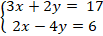 3x + 2y = 17
2x − 4y = 6